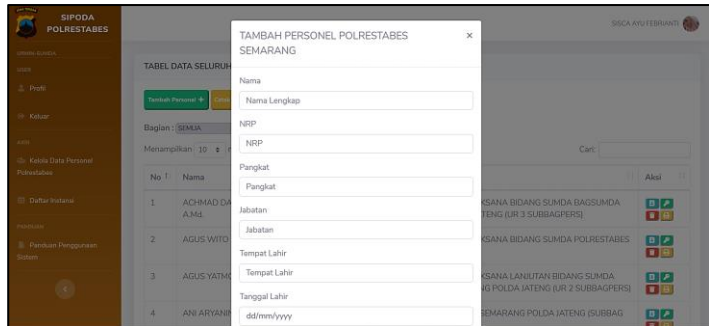 SIPODA
POLRESTABES
SISCA AYU FEBRIANTI
USER
Profil
Keluar
DATA
Kelola Data Personel
Polrestabes
Daftar Instansi
PANDUAN
Panduan Penggunaan
Sistem
TABEL DATA SELURUH
Tambah Personel +
Bagian : SEMUA
Menampilkan 10
Cari:
No Nama Aksi
1 ACHMAD DA
A.Md.
KSANA BIDANG SUMDA BAGSUMDA
TENG (UR 3 SUBBAGPERS)
2 AGUS WITO
KSANA BIDANG SUMDA POLRESTABES
3 AGUS YATMO
KSANA LANJUTAN BIDANG SUMDA
NG POLDA JATENG (UR 2 SUBBAGPERS)
4 ANI ARYANI
SEMARANG POLDA JATENG (SUBBAG
TAMBAH PERSONEL POLRESTABES
SEMARANG
×
Nama
Nama Lengkap
NRP
NRP
Pangkat
Pangkat
Jabatan
Jabatan
Tempat Lahir
Tempat Lahir
Tanggal Lahir
dd/mm/yyyy